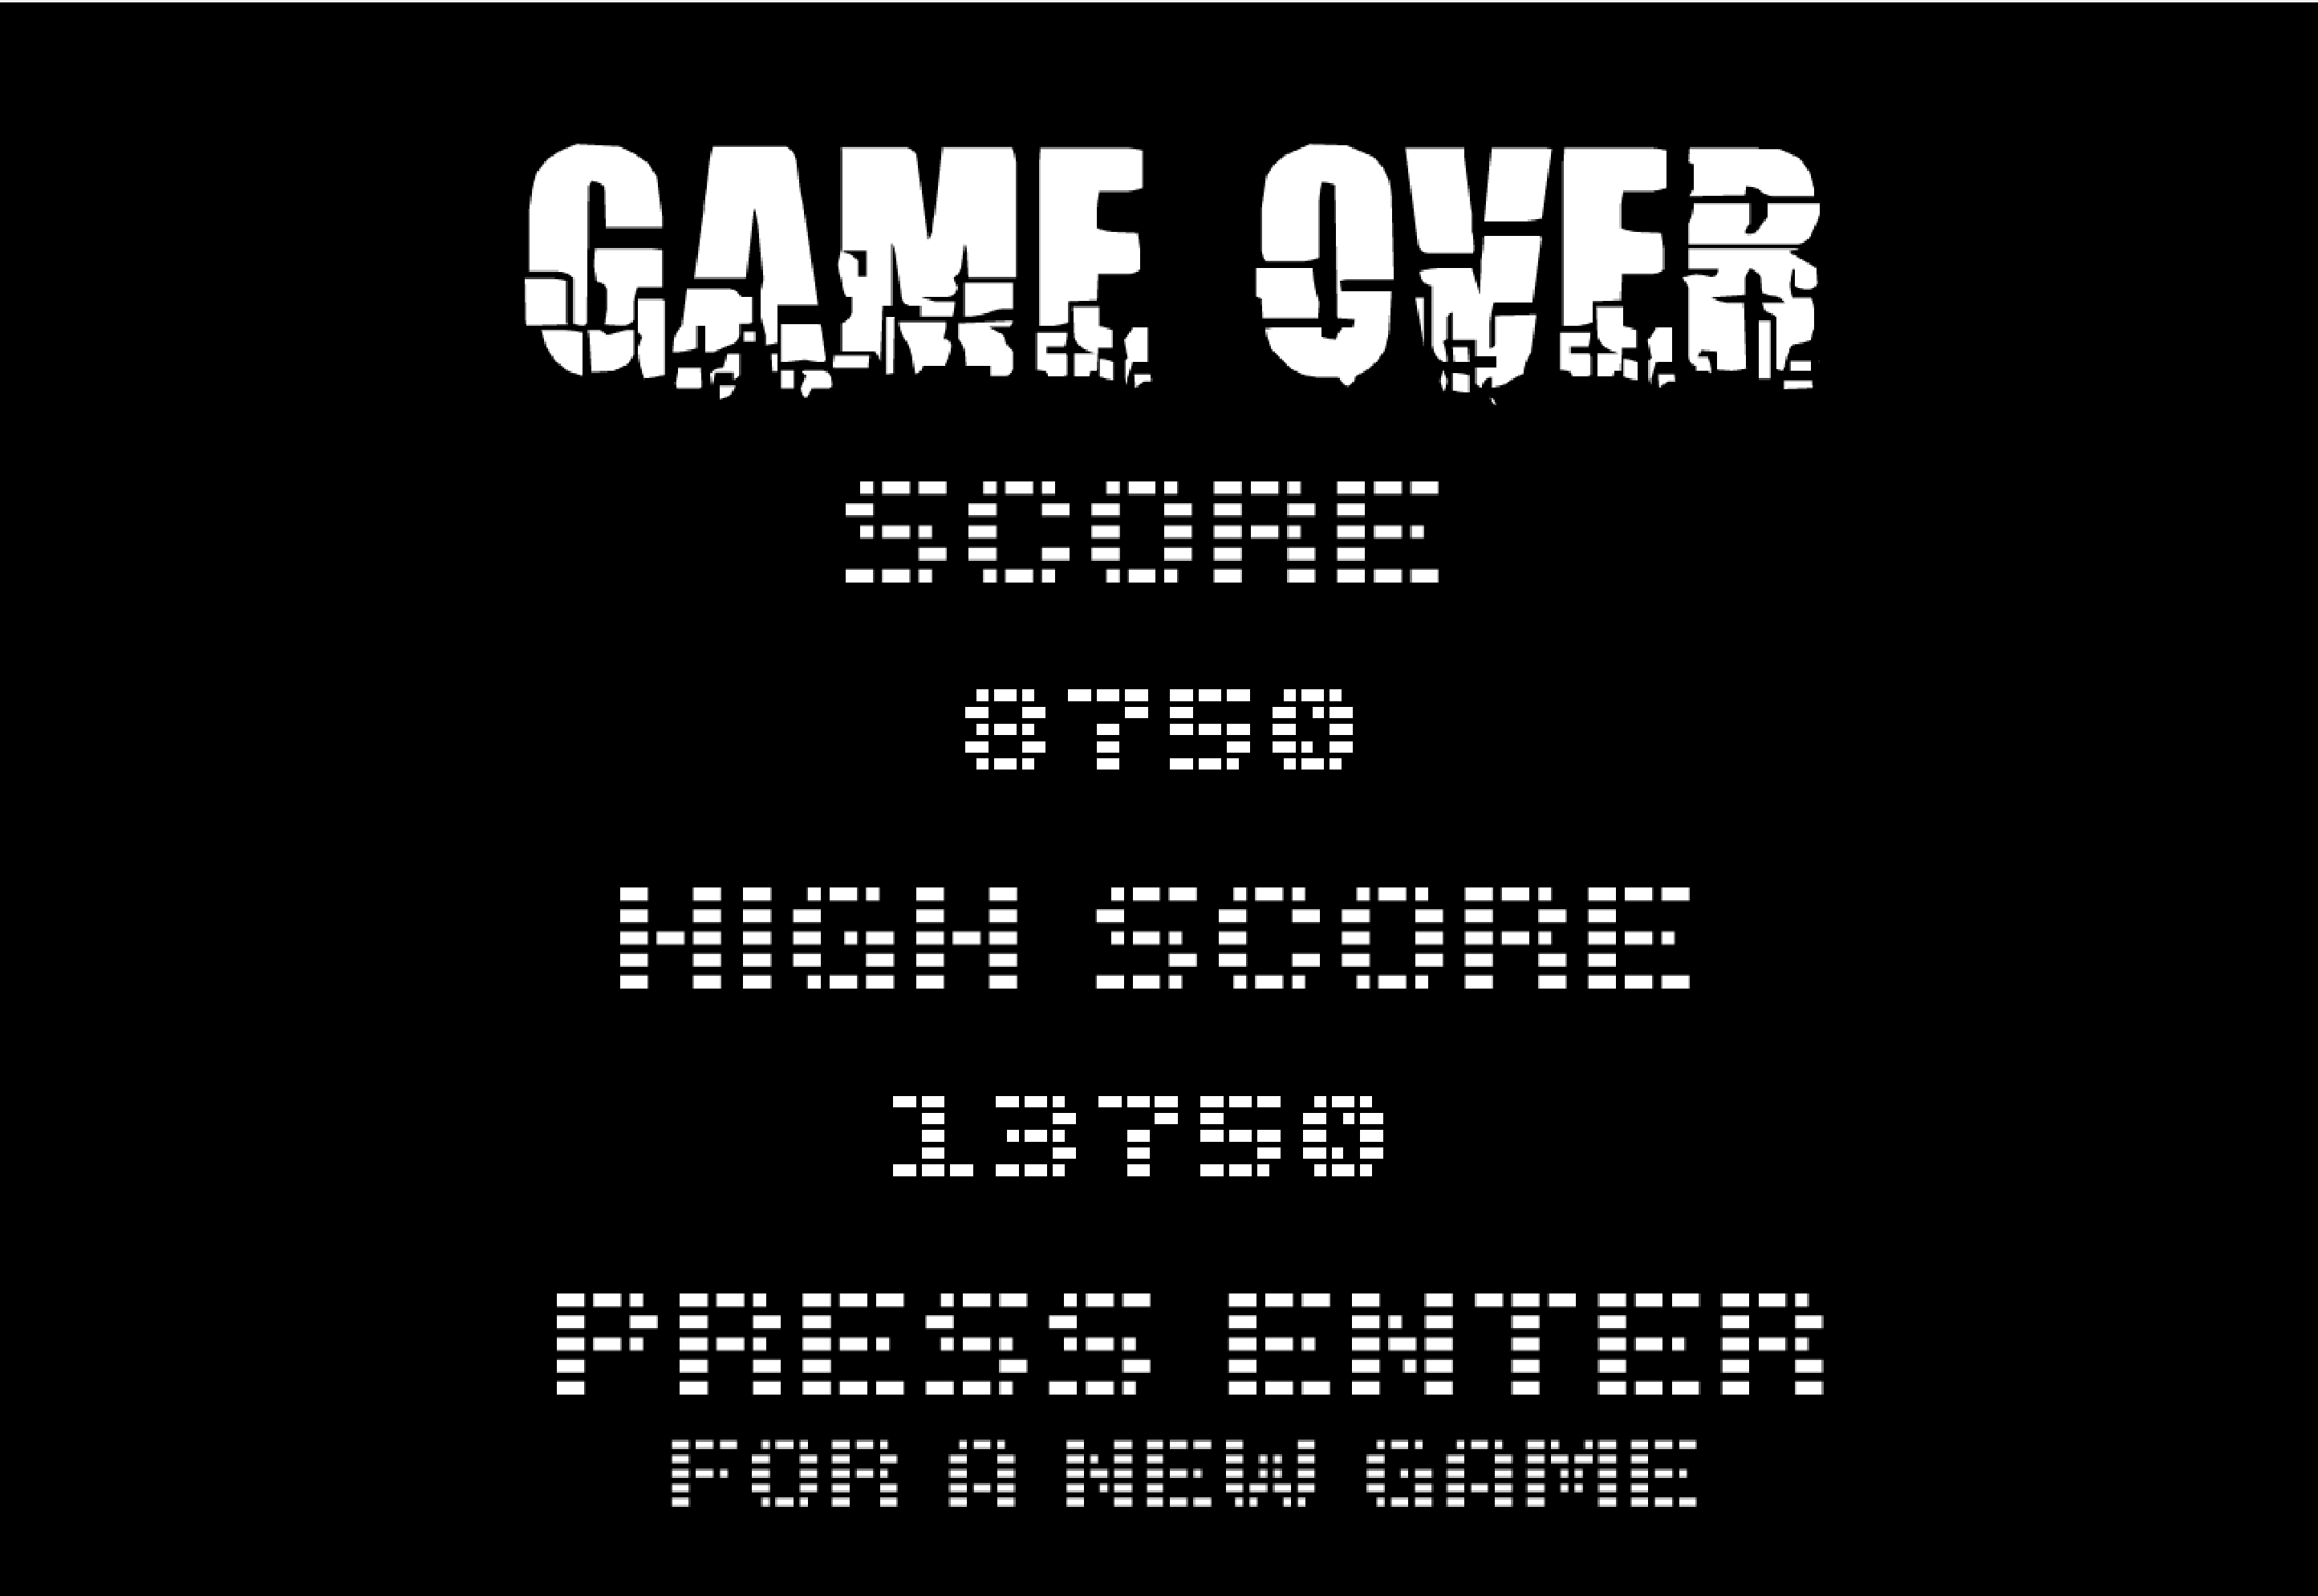 GAME OVER
SCORE
8750
HIGH SCORE
13750
PRESS ENTER
FOR A NEW GAME